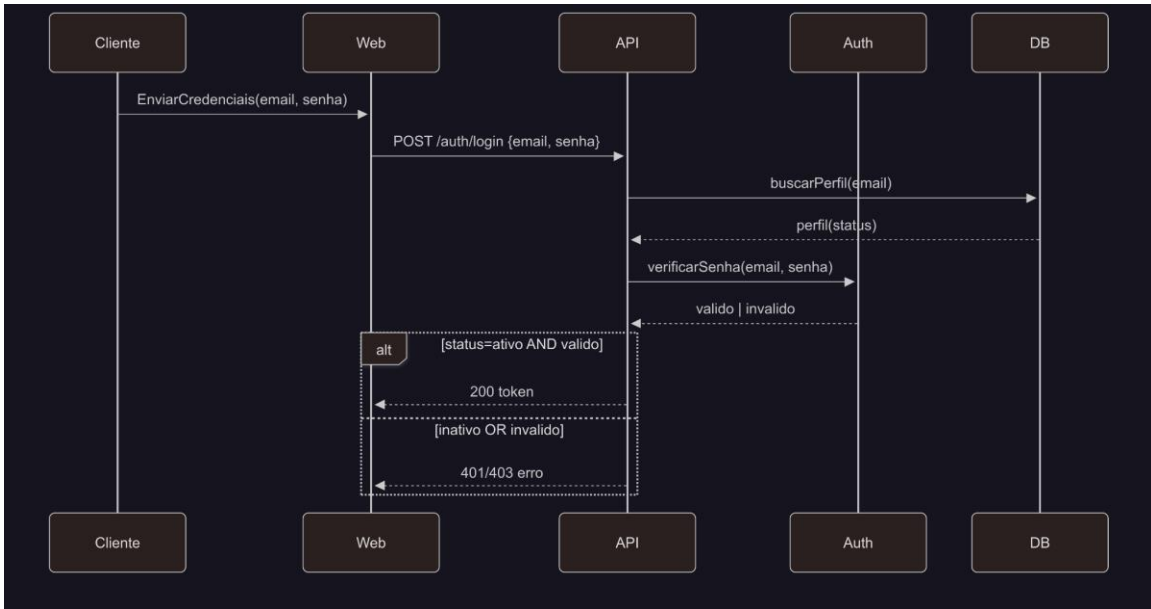 Cliente
Web
API
Auth
DB
EnviarCredenciais(email, senha)
POST /auth/login {email, senha}
buscarPerfil(email)
perfil(status)
verificarSenha(email, senha)
valido | invalido
alt
[status=ativo AND valido]
200 token
[inativo OR invalido]
401/403 erro
Cliente
Web
API
Auth
DB